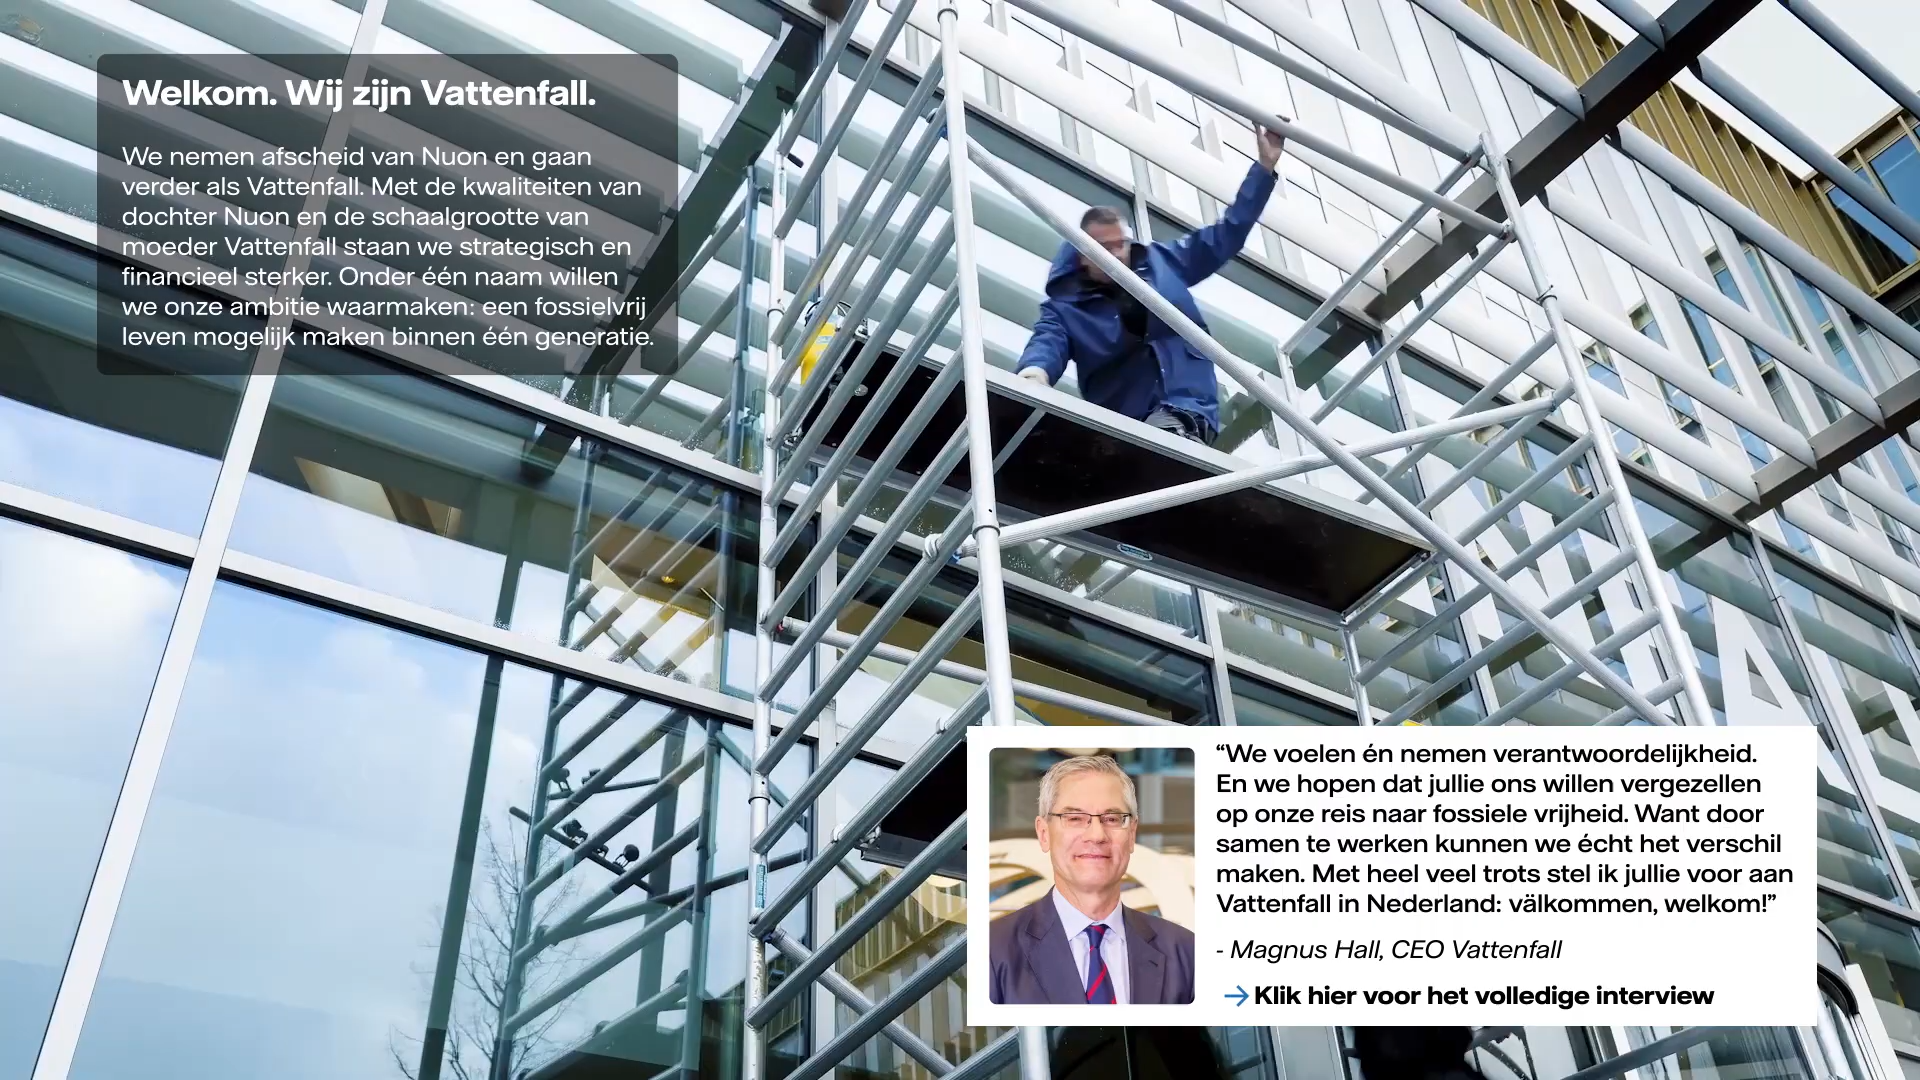 Welkom. Wij zijn Vattenfall.
We nemen afscheid van Nuon en gaan
verder als Vattenfall. Met de kwaliteiten van
dochter Nuon en de schaalgrootte van
moeder Vattenfall staan we strategisch en
financieel sterker. Onder één naam willen
we onze ambitie waarmaken: een fossielvrij
leven mogelijk maken binnen één generatie.
“We voelen én nemen verantwoordelijkheid.
En we hopen dat jullie ons willen vergezellen
op onze reis naar fossiele vrijheid. Want door
samen te werken kunnen we écht het verschil
maken. Met heel veel trots stel ik jullie voor aan
Vattenfall in Nederland: välkommen, welkom!”
- Magnus Hall, CEO Vattenfall
→ Klik hier voor het volledige interview